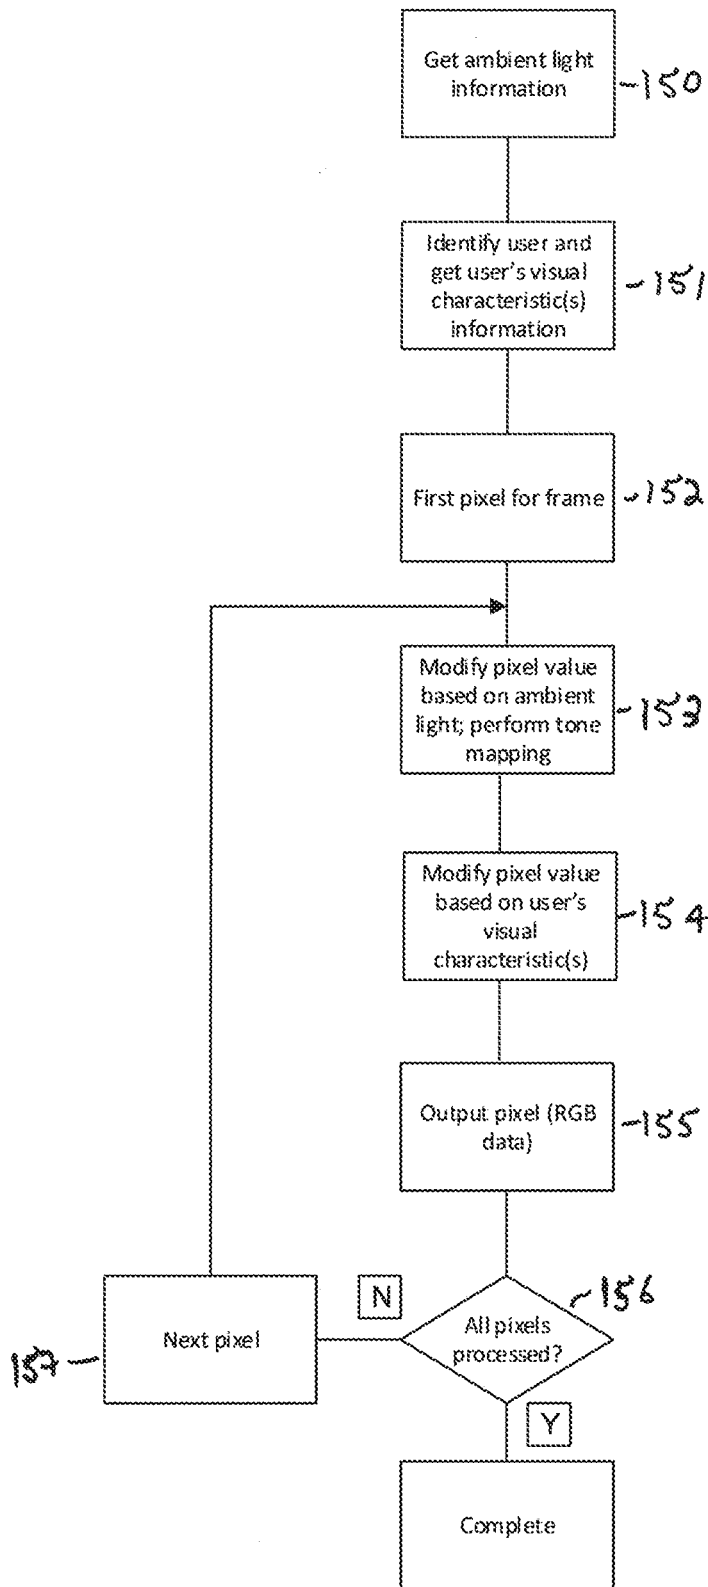 Get ambient light
information
150
Identify user and
get user's visual
characteristic(s)
information
151
First pixel for frame
152
Modify pixel value
based on ambient
light; perform tone
mapping
153
Modify pixel value
based on user's
visual
characteristic(s)
154
Output pixel (RGB
data)
155
N
156
All pixels
processed?
Next pixel
157
Y
Complete